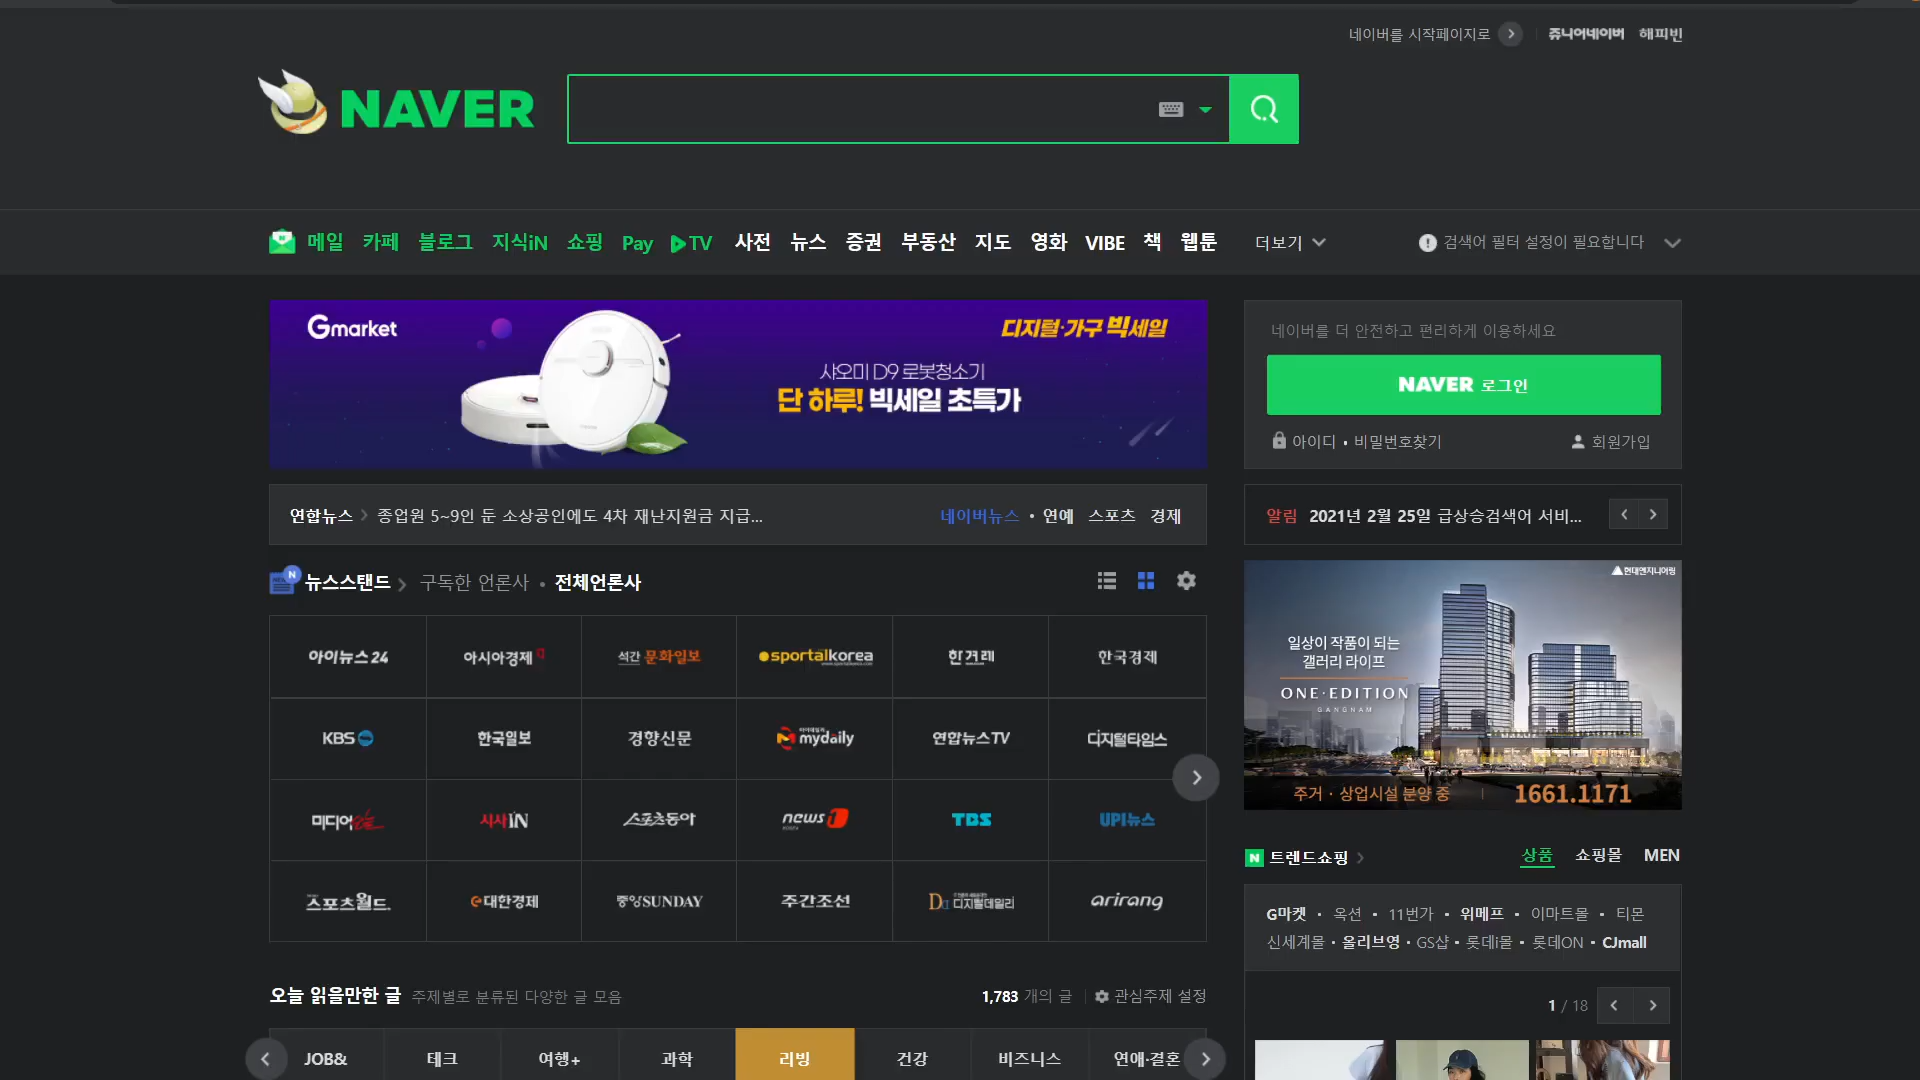 네이버를 시작페이지로 쥬니어네이버 해피빈
NAVER
메일 카페 블로그 지식iN 쇼핑 Pay TV 사전 뉴스 증권 부동산 지도 영화 VIBE 책 웹툰 더보기 검색어 필터 설정이 필요합니다
Gmarket
디지털·가구 빅세일
샤오미 D9 로봇청소기
단 하루! 빅세일 초특가
네이버를 더 안전하고 편리하게 이용하세요
NAVER 로그인
아이디 • 비밀번호찾기 회원가입
연합뉴스 종업원 5~9인 둔 소상공인에도 4차 재난지원금 지급... 네이버뉴스 • 연예 스포츠 경제
알림 2021년 2월 25일 급상승검색어 서비...
뉴스스탠드 구독한 언론사 • 전체언론사
아이뉴스24 아시아경제 석간 문화일보 sportalkorea 한겨레 한국경제
KBS 한국일보 경향신문 mydaily 연합뉴스TV 디지털타임스
미디어오늘 시사IN 스포츠동아 news1 TBS UPI뉴스
스포츠월드 e대한경제 중앙SUNDAY 주간조선 디지털데일리 arirang
현대엔지니어링
일상이 작품이 되는
갤러리 라이프
ONE·EDITION
GANGNAM
주거 · 상업시설 분양 중 1661.1171
트렌드쇼핑 상품 쇼핑몰 MEN
G마켓 • 옥션 • 11번가 • 위메프 • 이마트몰 • 티몬
신세계몰 • 올리브영 • GS샵 • 롯데i몰 • 롯데ON • CJmall
1 / 18
오늘 읽을만한 글 주제별로 분류된 다양한 글 모음 1,783 개의 글 관심주제 설정
JOB& 테크 여행+ 과학 리빙 건강 비즈니스 연애·결혼